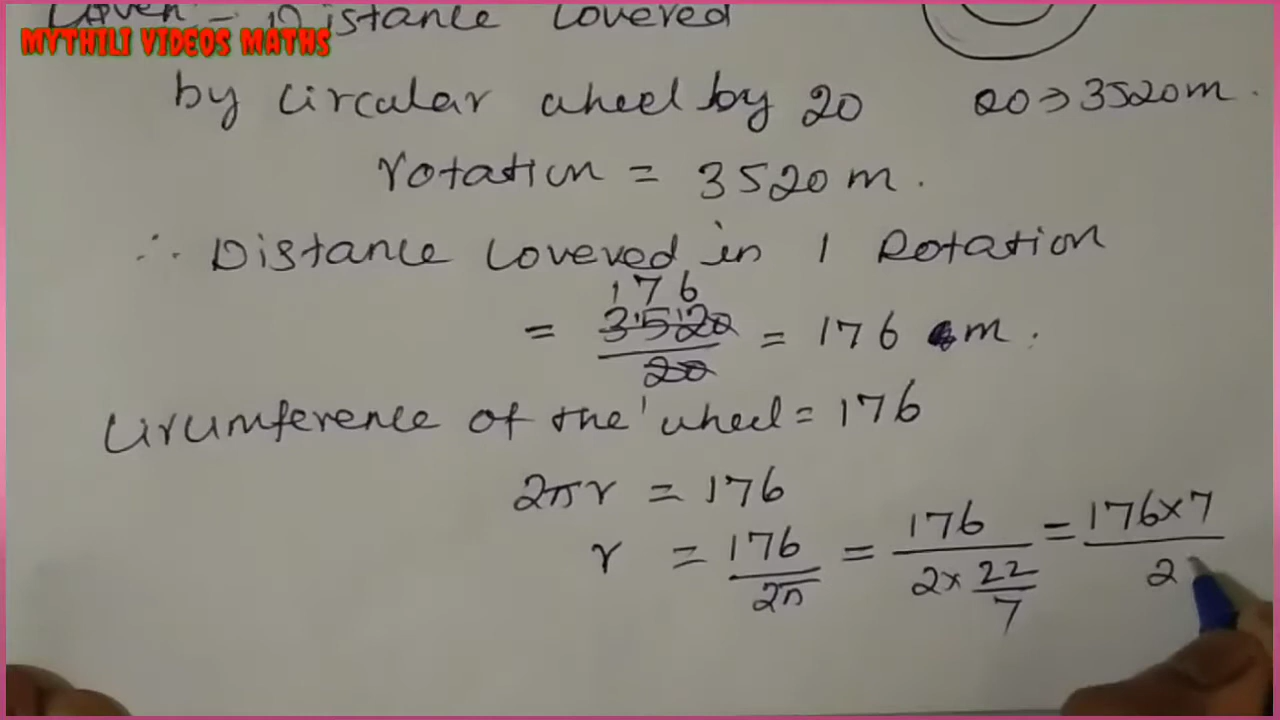 Given - Distance Covered
MYTHILI VIDEOS MATHS
by Circular wheel by 20
20 ⇒ 3520m.
rotation = 3520 m.
∴ Distance Covered in 1 Rotation
176
= 3520/20 = 176 m.
Circumference of the wheel = 176
2πr = 176
r = 176/2π = 176/(2 × 22/7) = 176×7/2